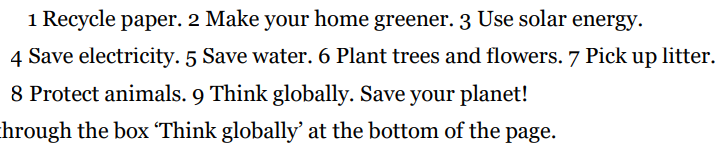 1 Recycle paper. 2 Make your home greener. 3 Use solar energy.
4 Save electricity. 5 Save water. 6 Plant trees and flowers. 7 Pick up litter.
8 Protect animals. 9 Think globally. Save your planet!
through the box ‘Think globally’ at the bottom of the page.